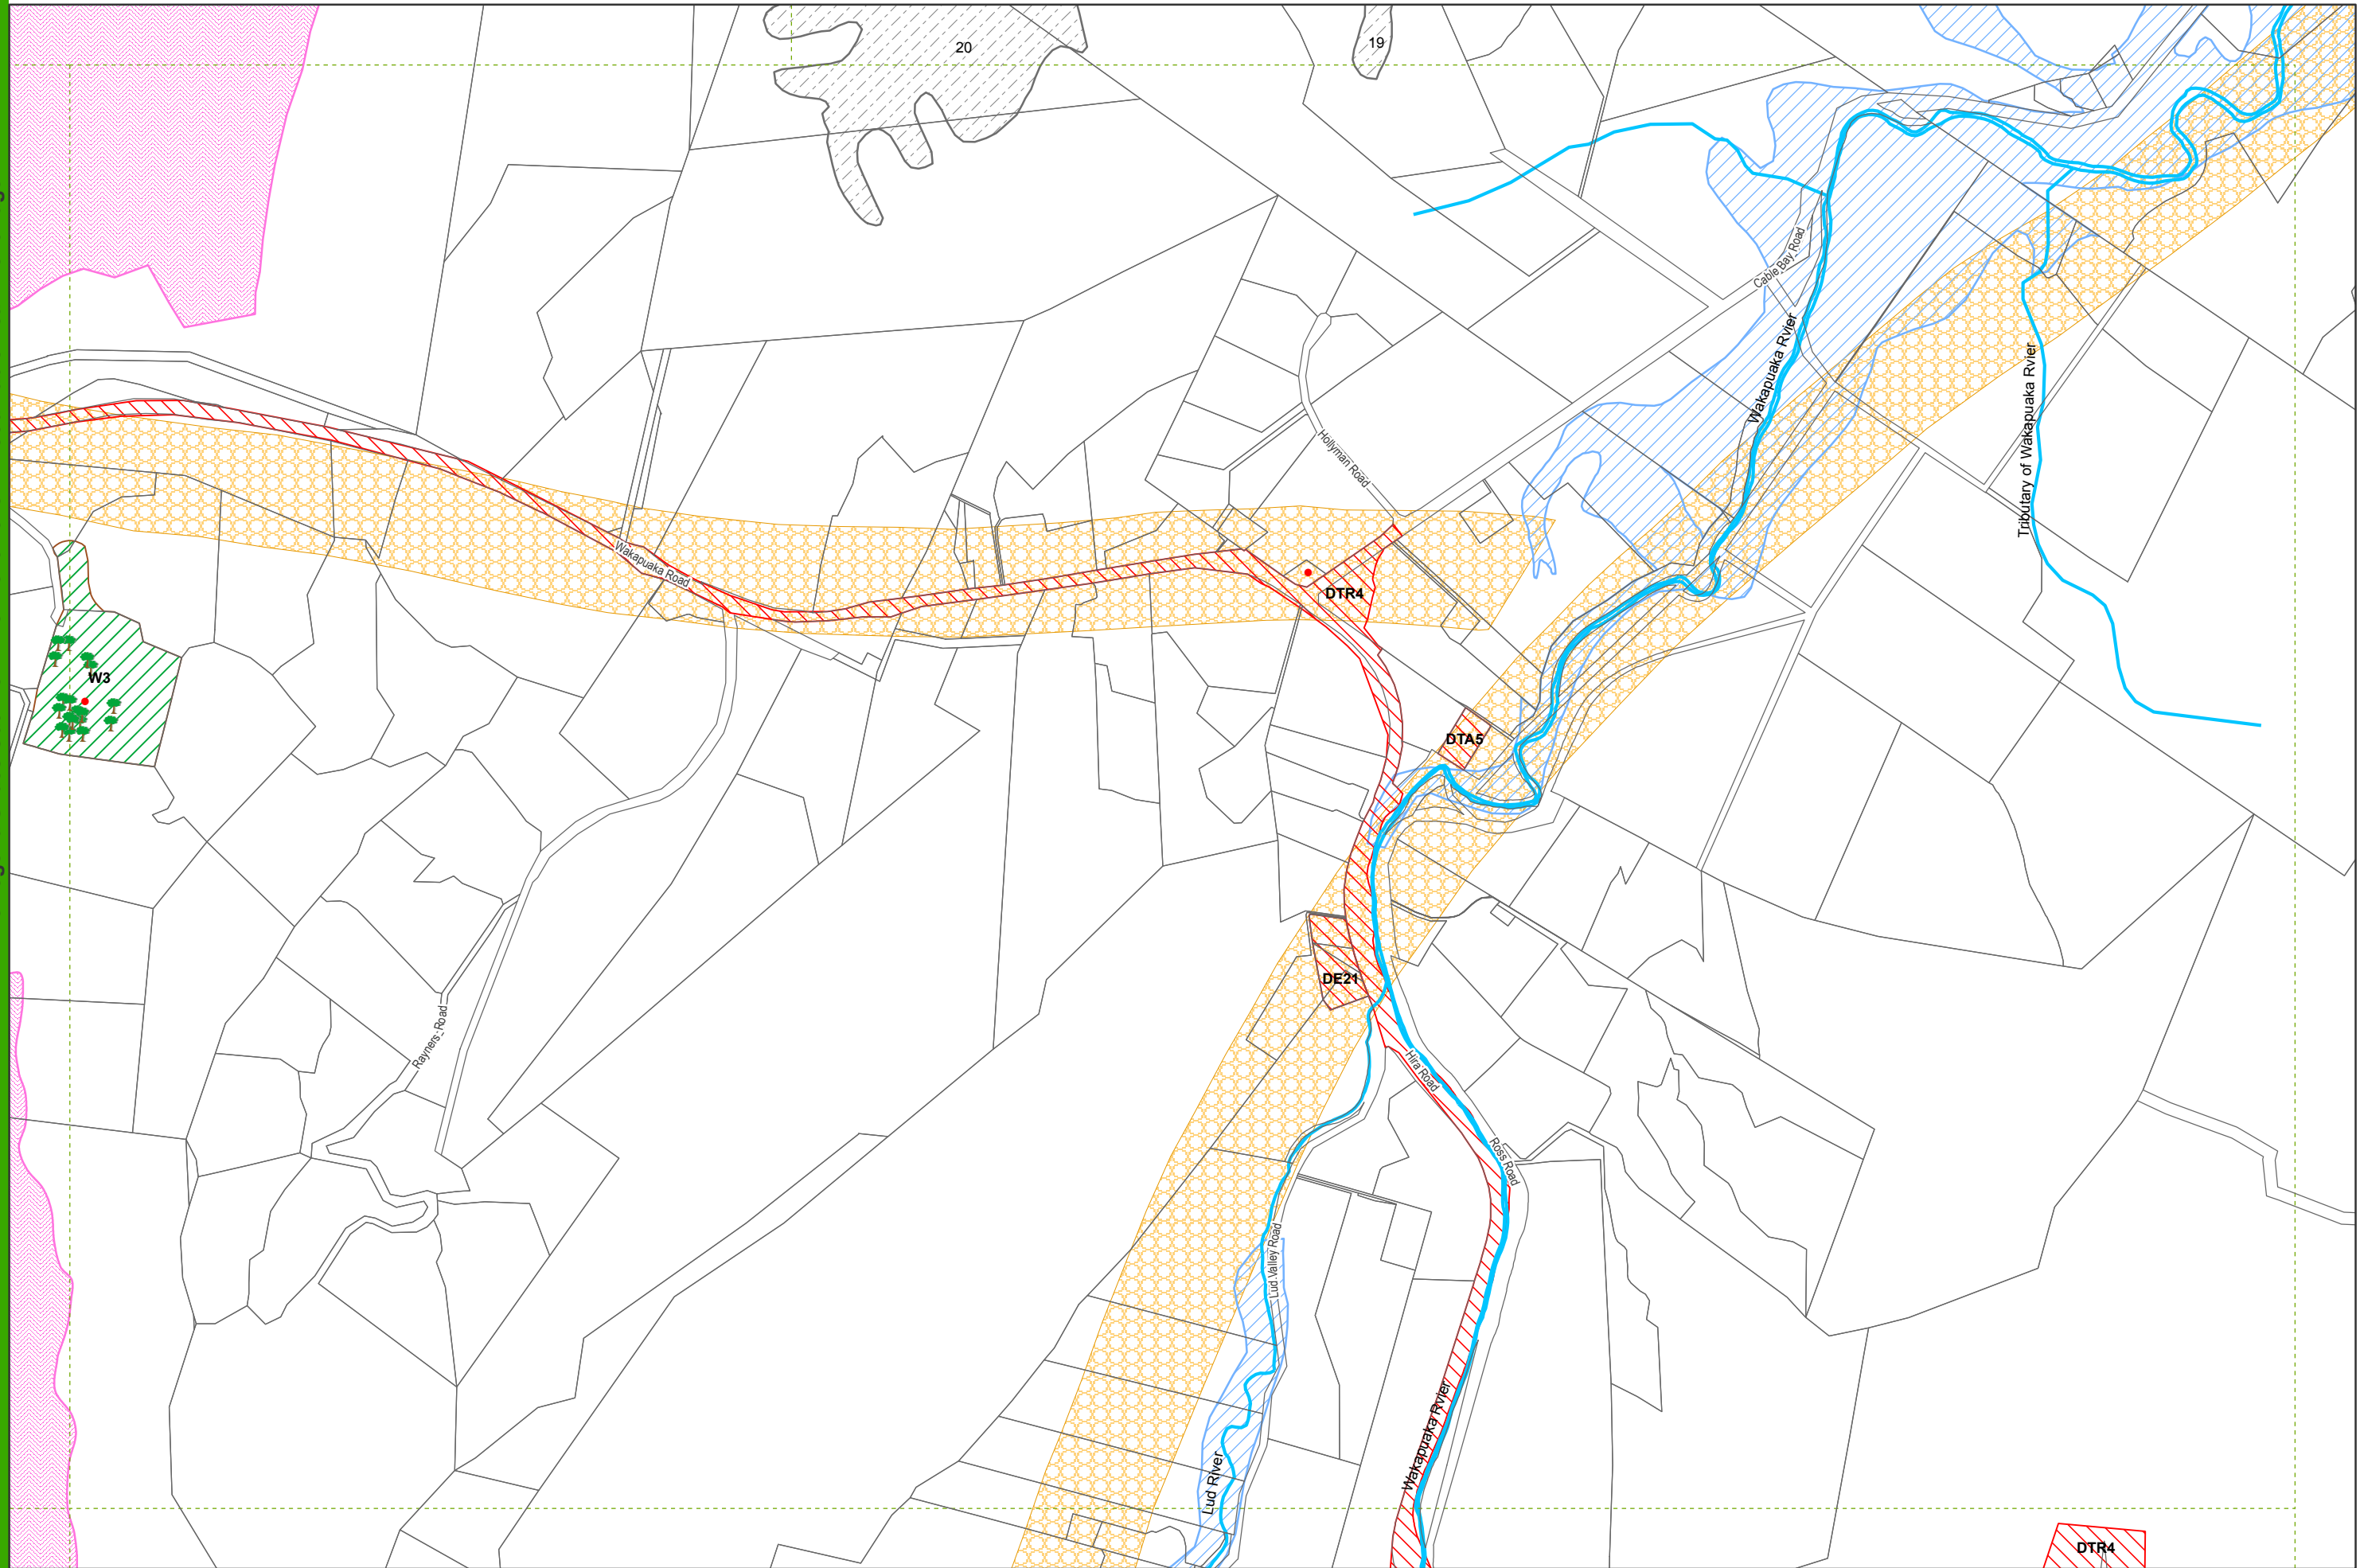 20
19
Cable Bay Road
Wakapuaka Rvier
Tributary of Wakapuaka Rvier
Hollyman Road
Wakapuaka Road
DTR4
W3
DTA5
DE21
Rayners Road
Hira Road
Ross Road
Lud Valley Road
Wakapuaka Rvier
Lud River
DTR4